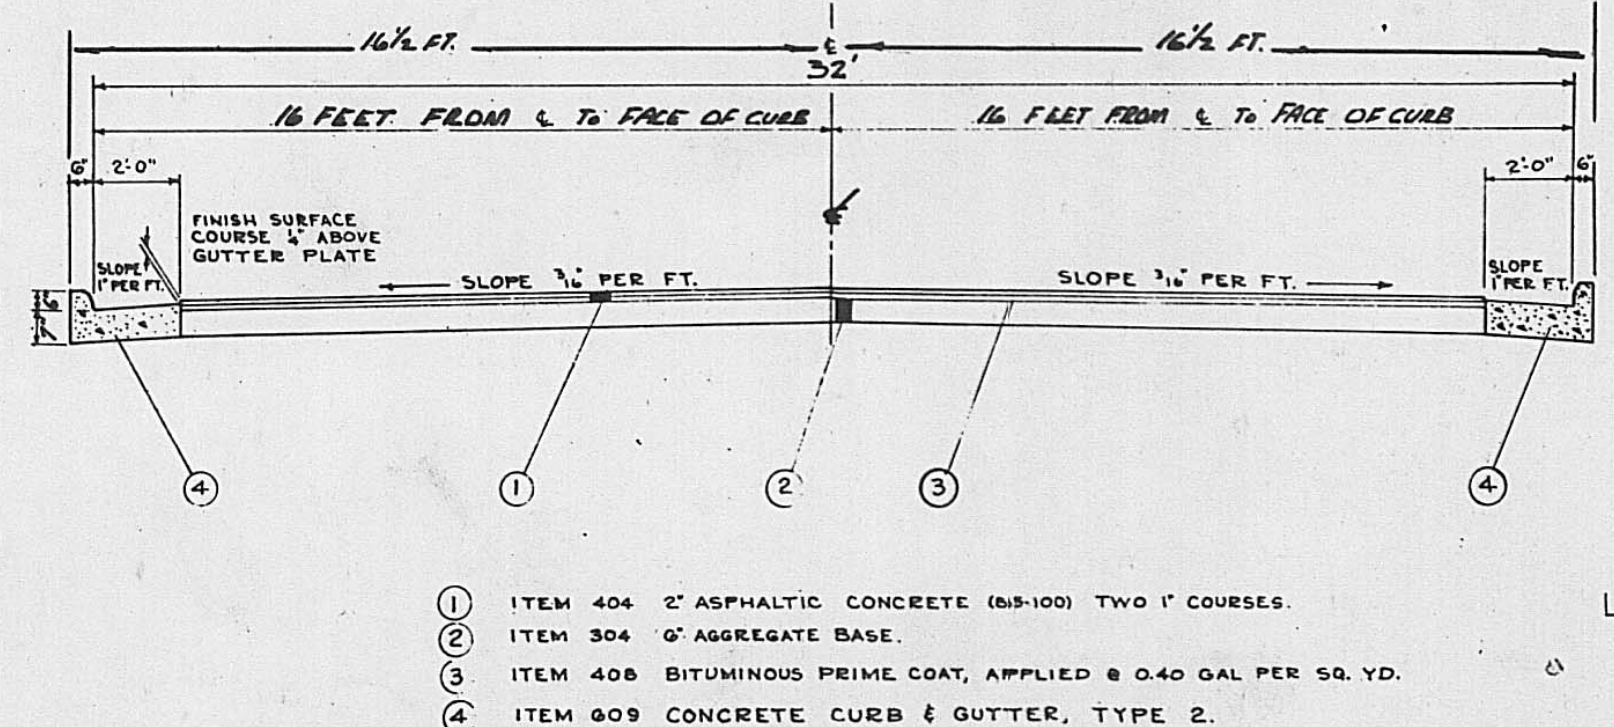 16½ FT. ℄ 16½ FT.
32'
16 FEET FROM ℄ To FACE OF CURB
16 FEET FROM ℄ To FACE OF CURB
6" 2'-0"
2'-0" 6"
℄
FINISH SURFACE
COURSE ¼" ABOVE
GUTTER PLATE
SLOPE
1" PER FT.
SLOPE 3/16" PER FT.
SLOPE 3/16" PER FT.
SLOPE
1" PER FT.
6"
7"
4 1 2 3 4
1 ITEM 404 2" ASPHALTIC CONCRETE TWO 1" COURSES.
2 ITEM 304 6" AGGREGATE BASE.
3 ITEM 408 BITUMINOUS PRIME COAT, APPLIED @ 0.40 GAL PER SQ. YD.
4 ITEM 609 CONCRETE CURB & GUTTER, TYPE 2.